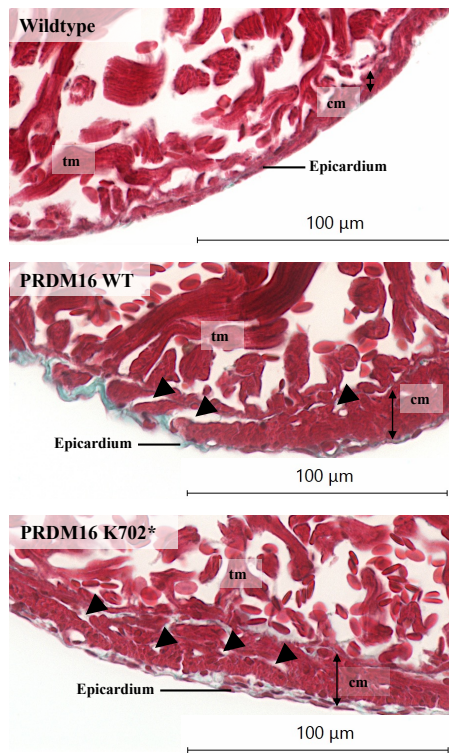 Wildtype
cm
tm
Epicardium
100 µm
PRDM16 WT
tm
cm
Epicardium
100 µm
PRDM16 K702*
tm
cm
Epicardium
100 µm